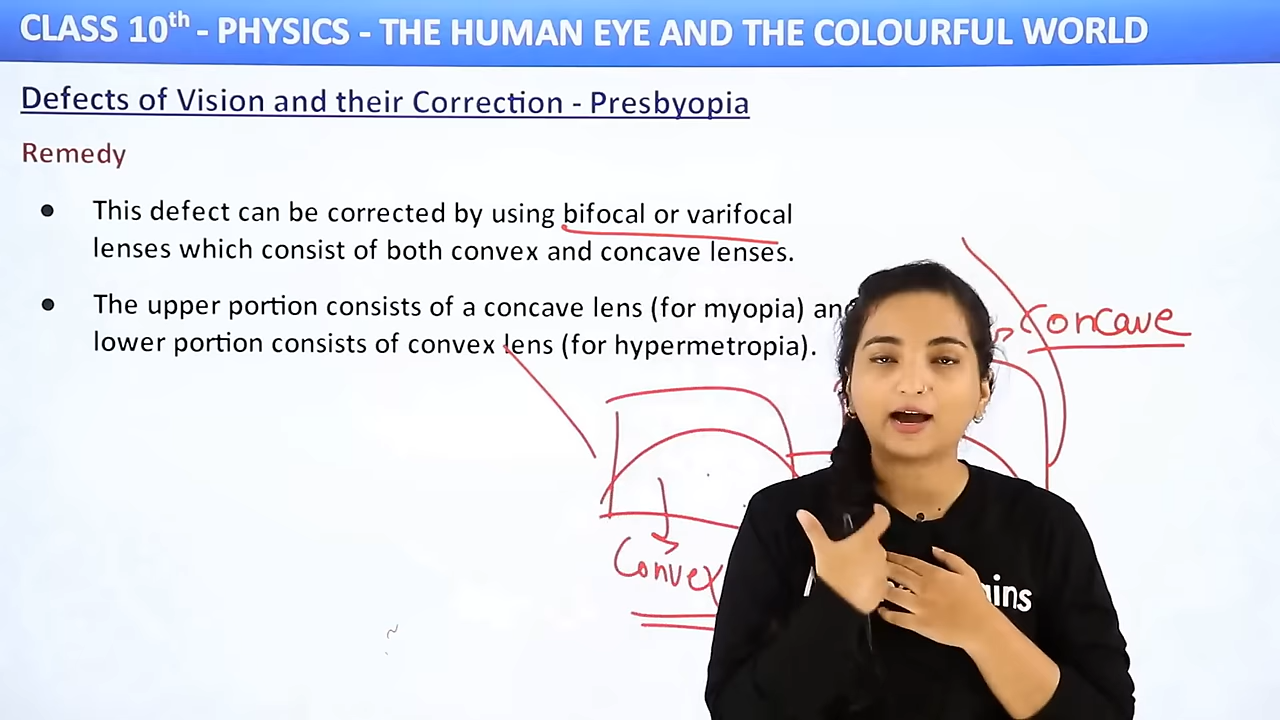 CLASS 10th - PHYSICS - THE HUMAN EYE AND THE COLOURFUL WORLD
Defects of Vision and their Correction - Presbyopia
Remedy
● This defect can be corrected by using bifocal or varifocal
lenses which consist of both convex and concave lenses.
● The upper portion consists of a concave lens (for myopia) and
lower portion consists of convex lens (for hypermetropia).
Concave
Convex